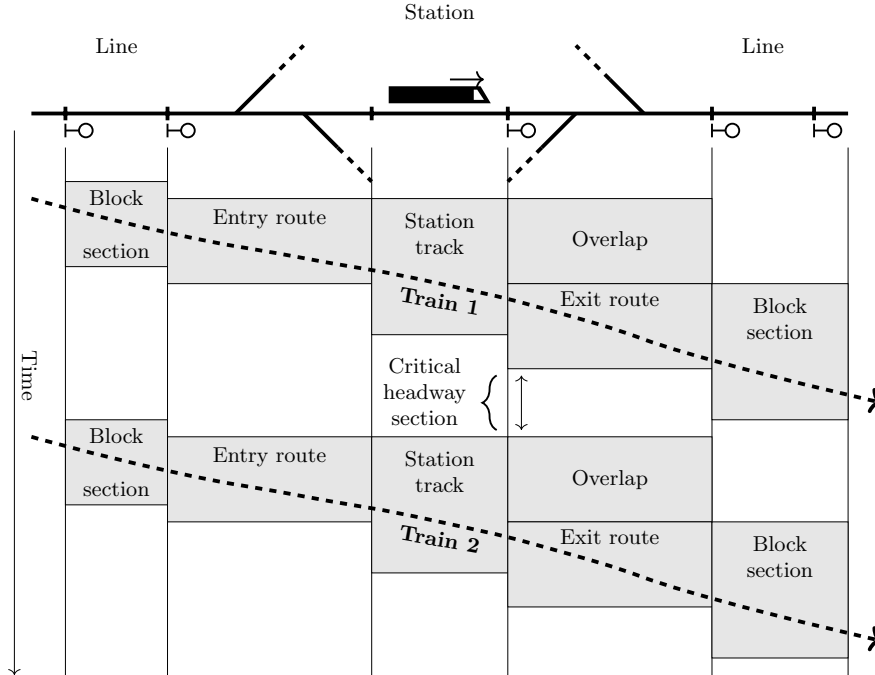 Station
Line
Line
Block
section
Entry route
Station
track
Overlap
Train 1
Exit route
Block
section
Time
Critical
headway
section
Block
section
Entry route
Station
track
Overlap
Train 2
Exit route
Block
section